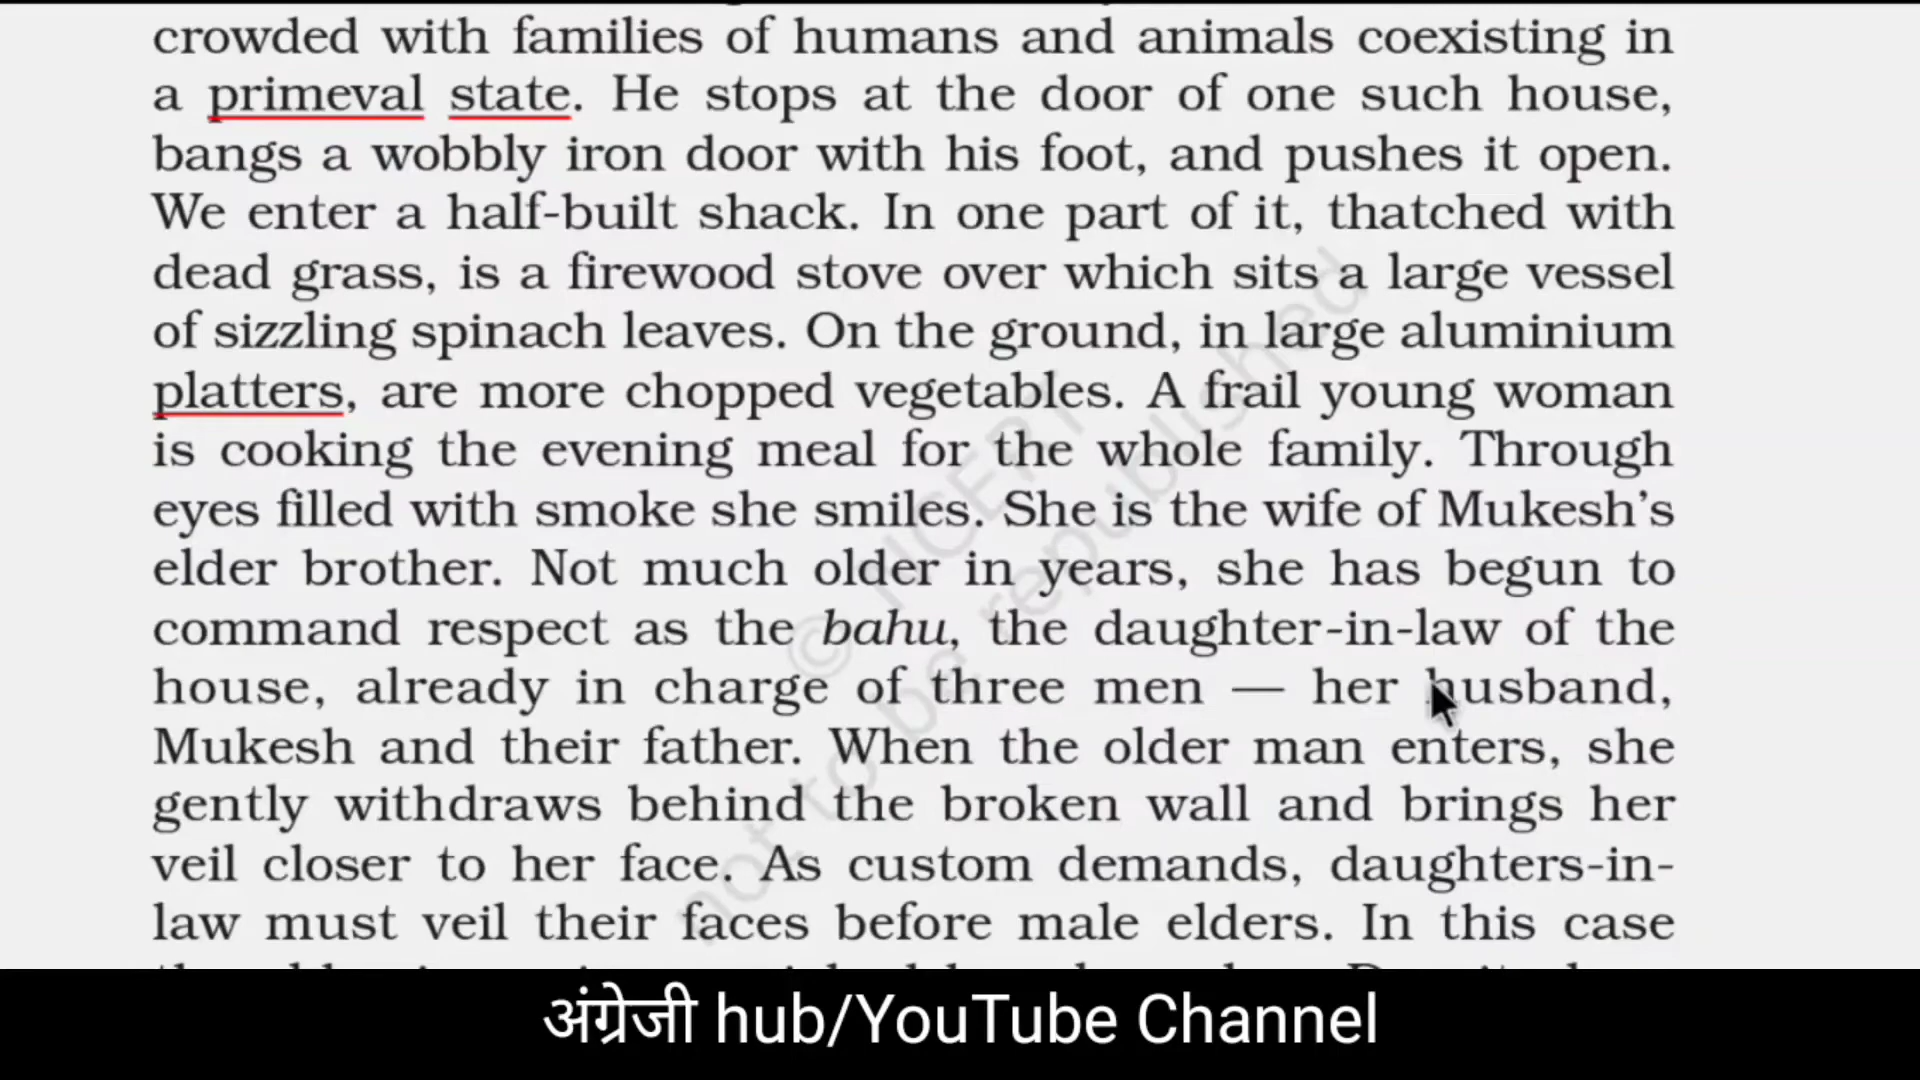 crowded with families of humans and animals coexisting in
a primeval state. He stops at the door of one such house,
bangs a wobbly iron door with his foot, and pushes it open.
We enter a half-built shack. In one part of it, thatched with
dead grass, is a firewood stove over which sits a large vessel
of sizzling spinach leaves. On the ground, in large aluminium
platters, are more chopped vegetables. A frail young woman
is cooking the evening meal for the whole family. Through
eyes filled with smoke she smiles. She is the wife of Mukesh's
elder brother. Not much older in years, she has begun to
command respect as the bahu, the daughter-in-law of the
house, already in charge of three men — her husband,
Mukesh and their father. When the older man enters, she
gently withdraws behind the broken wall and brings her
veil closer to her face. As custom demands, daughters-in-
law must veil their faces before male elders. In this case
© NCERT
not to be republished
अंग्रेजी hub/YouTube Channel